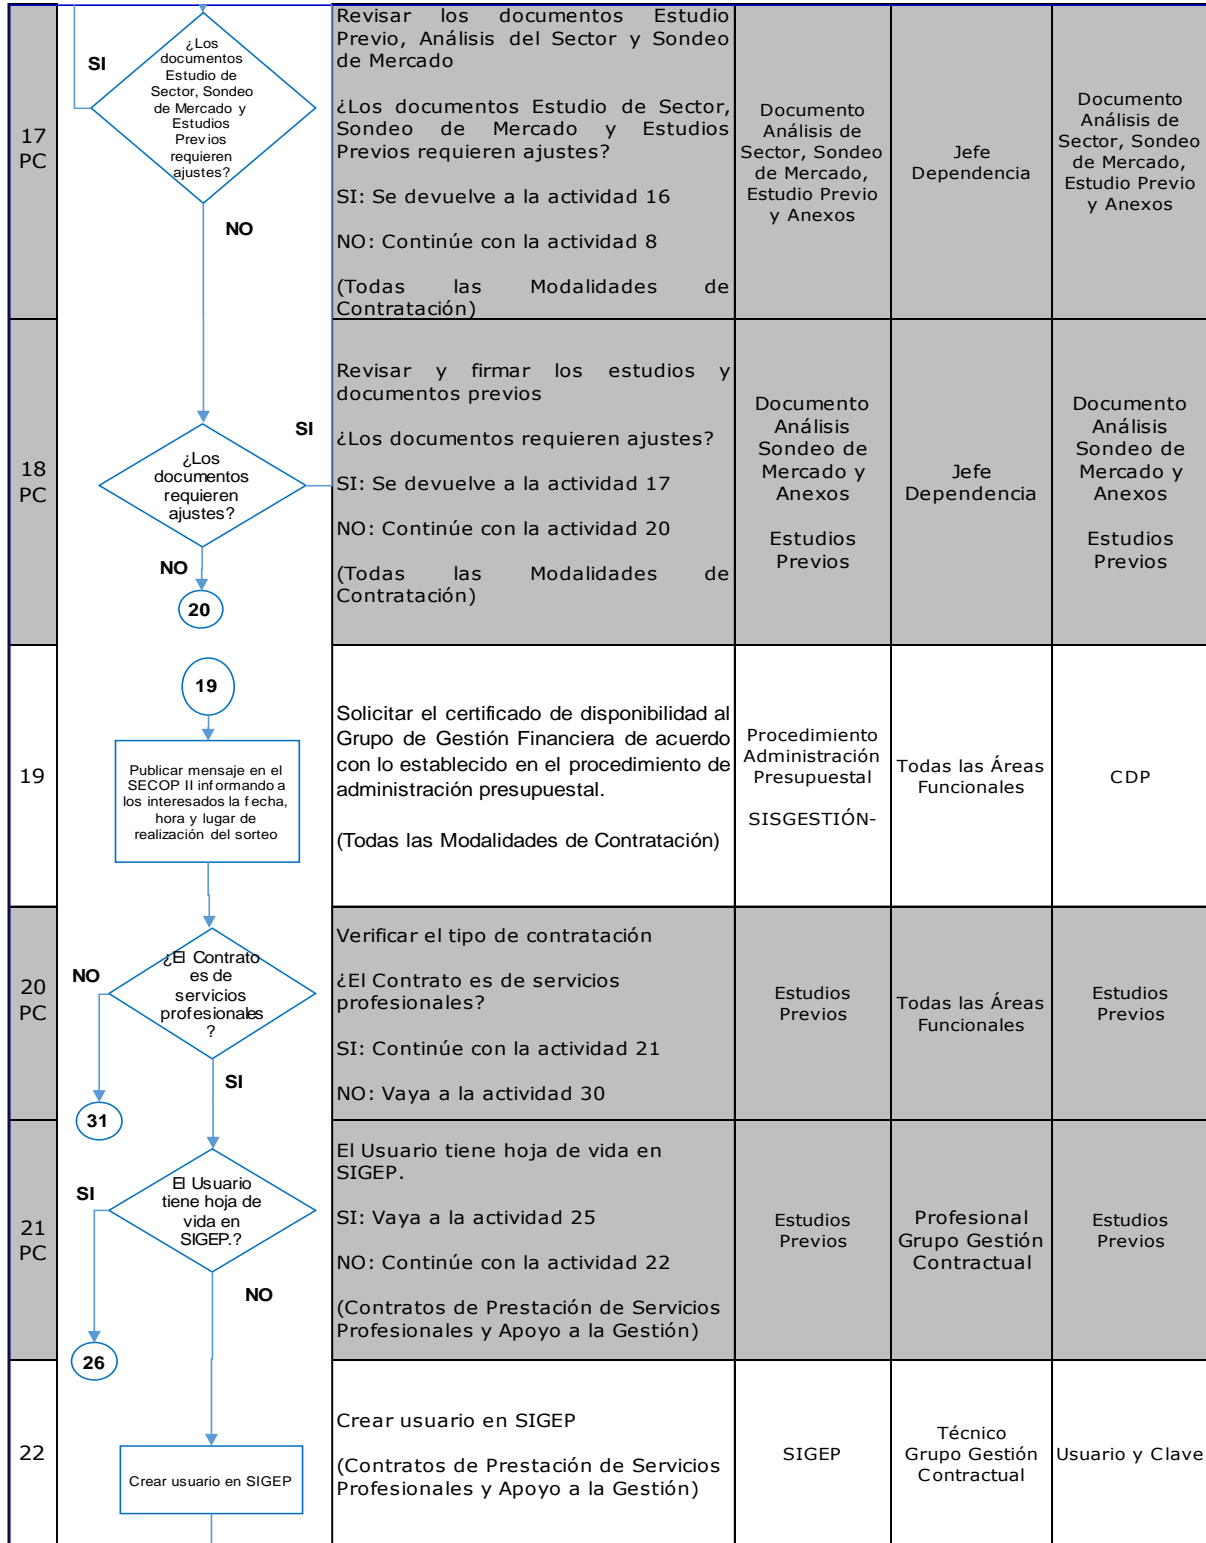 17
PC
¿Los
documentos
Estudio de
Sector, Sondeo
de Mercado y
Estudios
Previos
requieren
ajustes?
SI
NO
Revisar los documentos Estudio
Previo, Análisis del Sector y Sondeo
de Mercado
¿Los documentos Estudio de Sector,
Sondeo de Mercado y Estudios
Previos requieren ajustes?
SI: Se devuelve a la actividad 16
NO: Continúe con la actividad 8
(Todas las Modalidades de
Contratación)
Documento
Análisis de
Sector, Sondeo
de Mercado,
Estudio Previo
y Anexos
Jefe
Dependencia
Documento
Análisis de
Sector, Sondeo
de Mercado,
Estudio Previo
y Anexos
18
PC
¿Los
documentos
requieren
ajustes?
SI
NO
20
Revisar y firmar los estudios y
documentos previos
¿Los documentos requieren ajustes?
SI: Se devuelve a la actividad 17
NO: Continúe con la actividad 20
(Todas las Modalidades de
Contratación)
Documento
Análisis
Sondeo de
Mercado y
Anexos
Estudios
Previos
Jefe
Dependencia
Documento
Análisis
Sondeo de
Mercado y
Anexos
Estudios
Previos
19
19
Publicar mensaje en el
SECOP II informando a
los interesados la fecha,
hora y lugar de
realización del sorteo
Solicitar el certificado de disponibilidad al
Grupo de Gestión Financiera de acuerdo
con lo establecido en el procedimiento de
administración presupuestal.
(Todas las Modalidades de Contratación)
Procedimiento
Administración
Presupuestal
SISGESTIÓN-
Todas las Áreas
Funcionales
CDP
20
PC
¿El Contrato
es de
servicios
profesionales
?
NO
SI
31
Verificar el tipo de contratación
¿El Contrato es de servicios
profesionales?
SI: Continúe con la actividad 21
NO: Vaya a la actividad 30
Estudios
Previos
Todas las Áreas
Funcionales
Estudios
Previos
21
PC
El Usuario
tiene hoja de
vida en
SIGEP.?
SI
NO
26
El Usuario tiene hoja de vida en
SIGEP.
SI: Vaya a la actividad 25
NO: Continúe con la actividad 22
(Contratos de Prestación de Servicios
Profesionales y Apoyo a la Gestión)
Estudios
Previos
Profesional
Grupo Gestión
Contractual
Estudios
Previos
22
Crear usuario en SIGEP
Crear usuario en SIGEP
(Contratos de Prestación de Servicios
Profesionales y Apoyo a la Gestión)
SIGEP
Técnico
Grupo Gestión
Contractual
Usuario y Clave